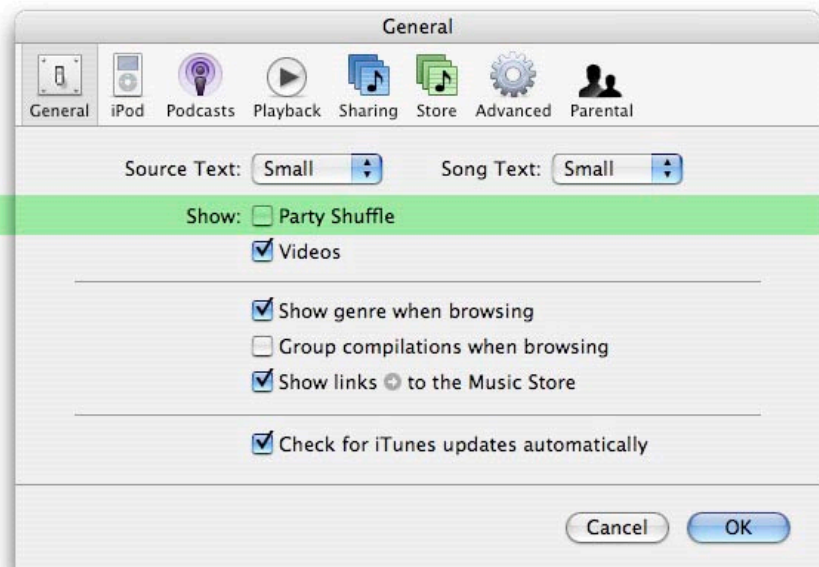 General
General iPod Podcasts Playback Sharing Store Advanced Parental
Source Text: Small Song Text: Small
Show: Party Shuffle
Videos
Show genre when browsing
Group compilations when browsing
Show links to the Music Store
Check for iTunes updates automatically
Cancel OK